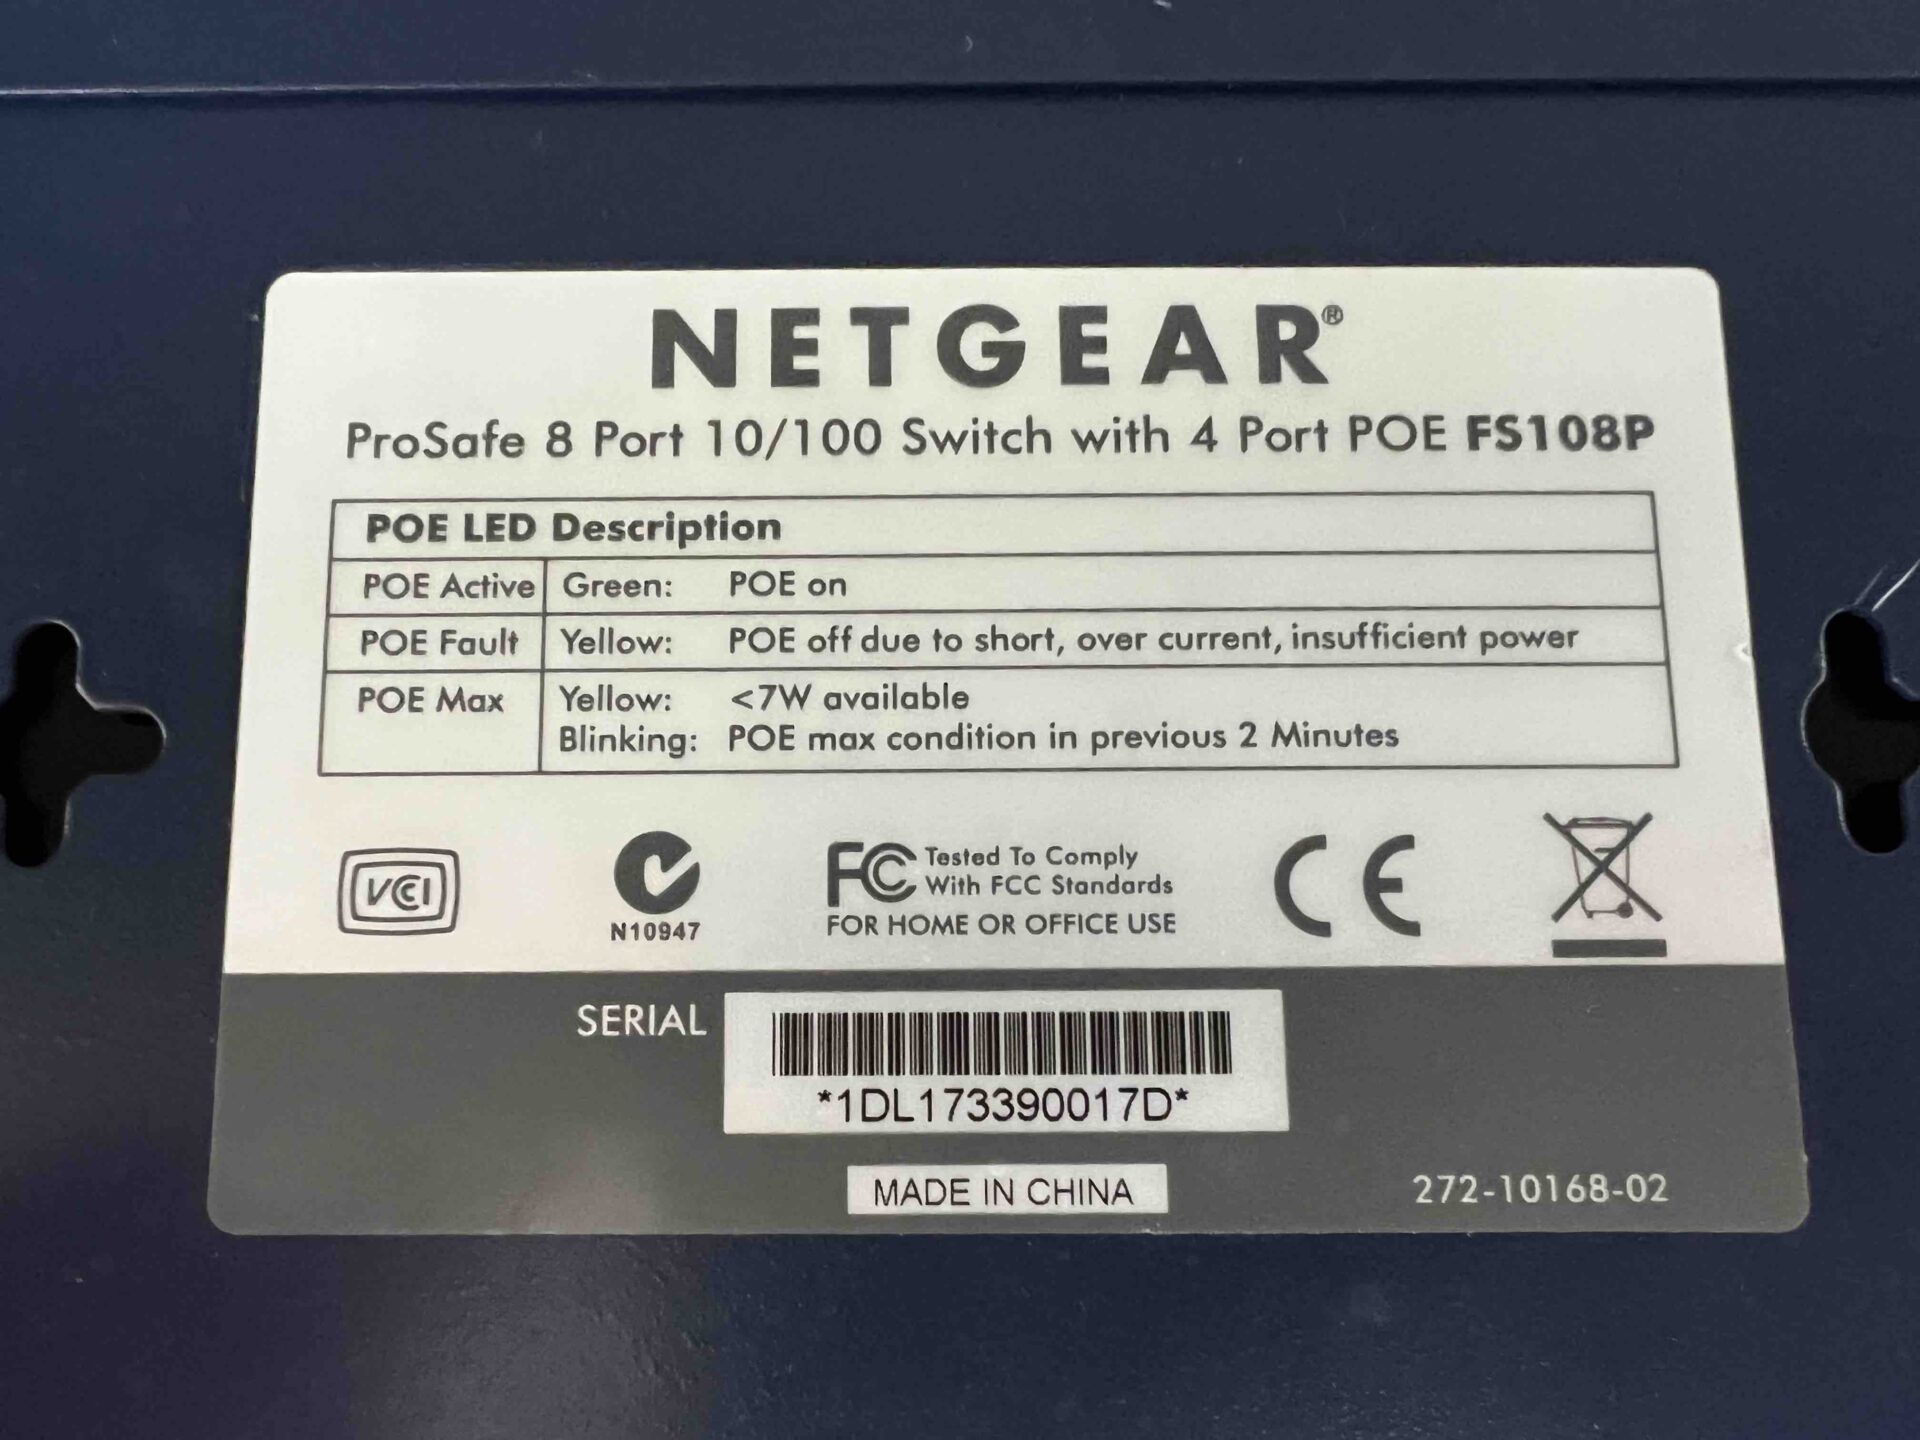 NETGEAR®
ProSafe 8 Port 10/100 Switch with 4 Port POE FS108P
POE LED Description
POE Active Green: POE on
POE Fault Yellow: POE off due to short, over current, insufficient power
POE Max Yellow: <7W available
Blinking: POE max condition in previous 2 Minutes
VCI
N10947
FC Tested To Comply
With FCC Standards
FOR HOME OR OFFICE USE
CE
SERIAL
*1DL173390017D*
MADE IN CHINA
272-10168-02